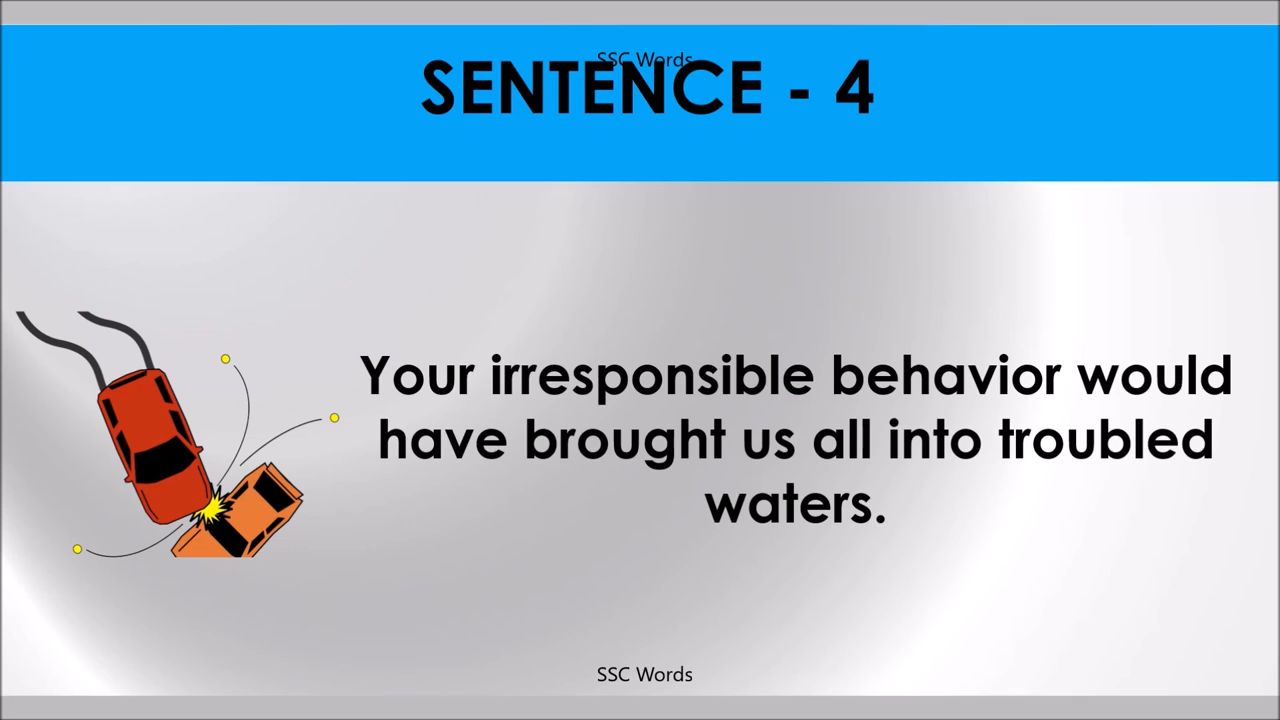 SSC Words
SENTENCE - 4
Your irresponsible behavior would
have brought us all into troubled
waters.
SSC Words